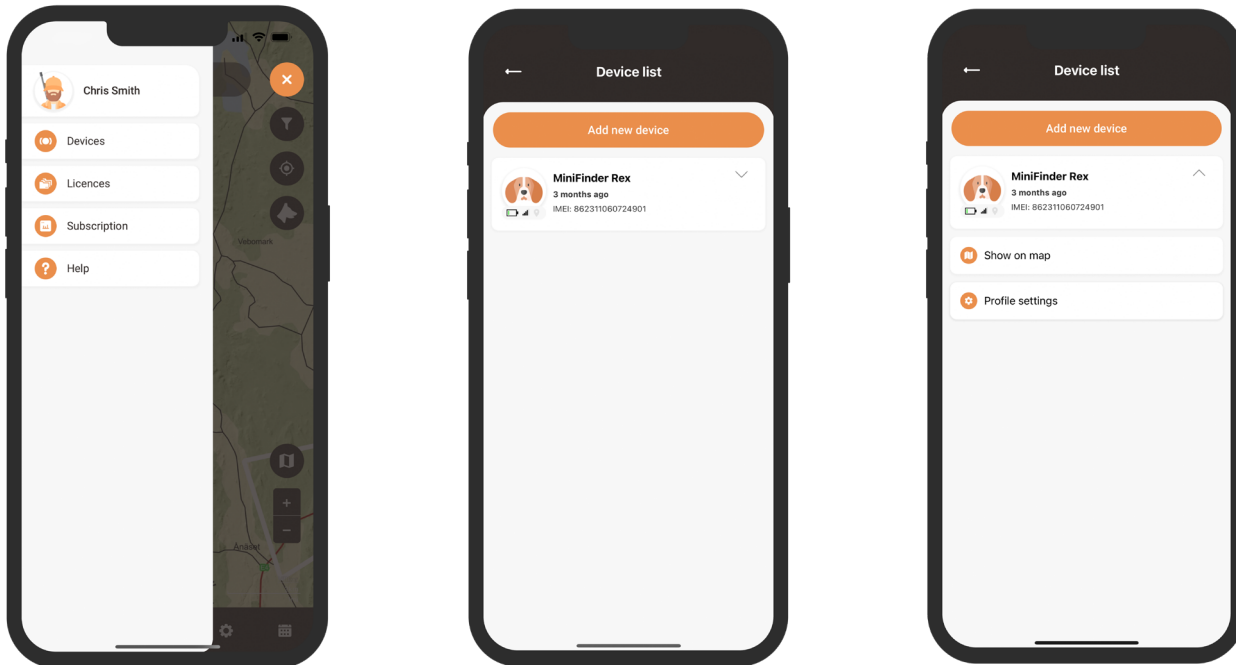 Chris Smith
Devices
Licences
Subscription
Help
Vebomark
Ånäset
Device list
Add new device
MiniFinder Rex
3 months ago
IMEI: 862311060724901
Device list
Add new device
MiniFinder Rex
3 months ago
IMEI: 862311060724901
Show on map
Profile settings